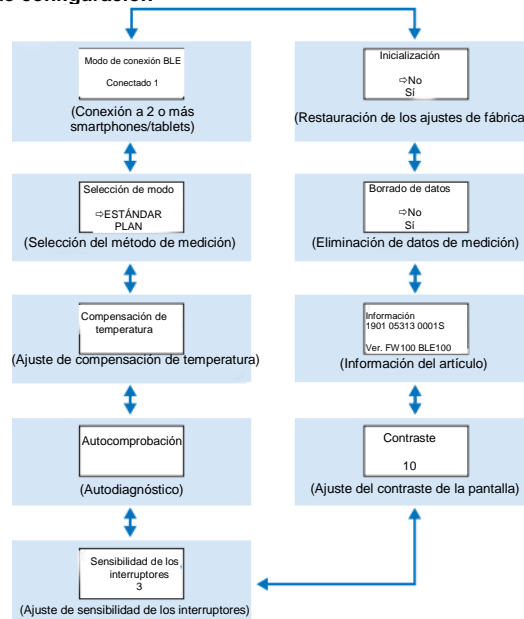 Modo de conexión BLE
Conectado 1
(Conexión a 2 o más
smartphones/tablets)
Selección de modo
⇨ESTÁNDAR
PLAN
(Selección del método de medición)
Compensación de
temperatura
(Ajuste de compensación de temperatura)
Autocomprobación
(Autodiagnóstico)
Sensibilidad de los
interruptores
3
(Ajuste de sensibilidad de los interruptores)
Inicialización
⇨No
Sí
(Restauración de los ajustes de fábrica
Borrado de datos
⇨No
Sí
(Eliminación de datos de medición)
Información
1901 05313 0001S
Ver. FW100 BLE100
(Información del artículo)
Contraste
10
(Ajuste del contraste de la pantalla)